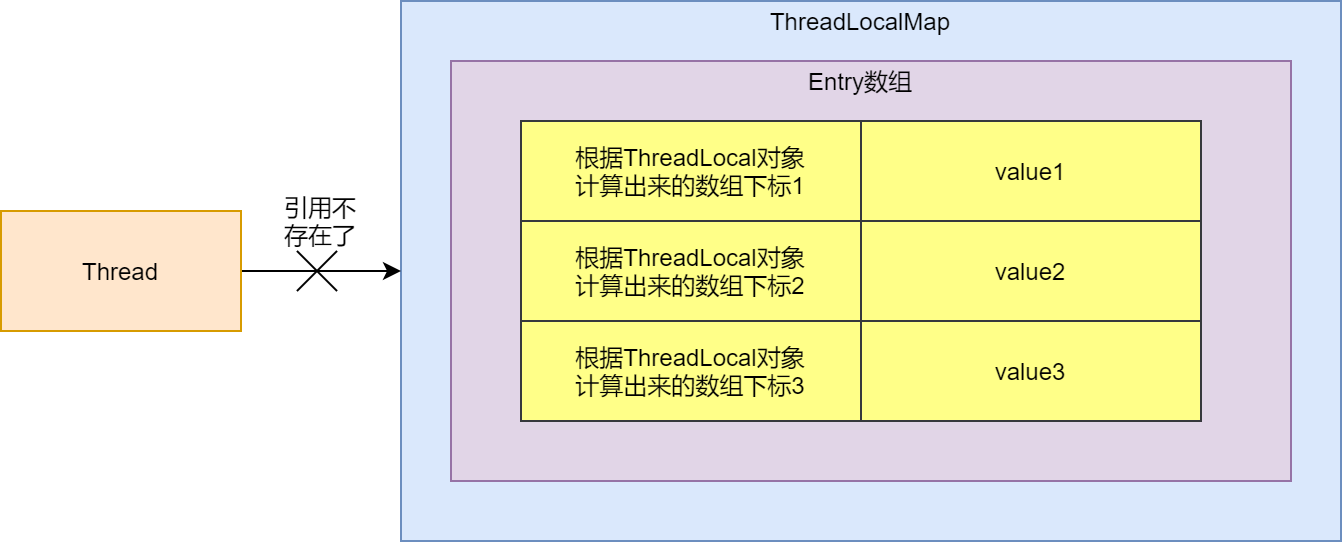 ThreadLocalMap
Entry数组
引用不
存在了
Thread
根据ThreadLocal对象
计算出来的数组下标1
value1
根据ThreadLocal对象
计算出来的数组下标2
value2
根据ThreadLocal对象
计算出来的数组下标3
value3